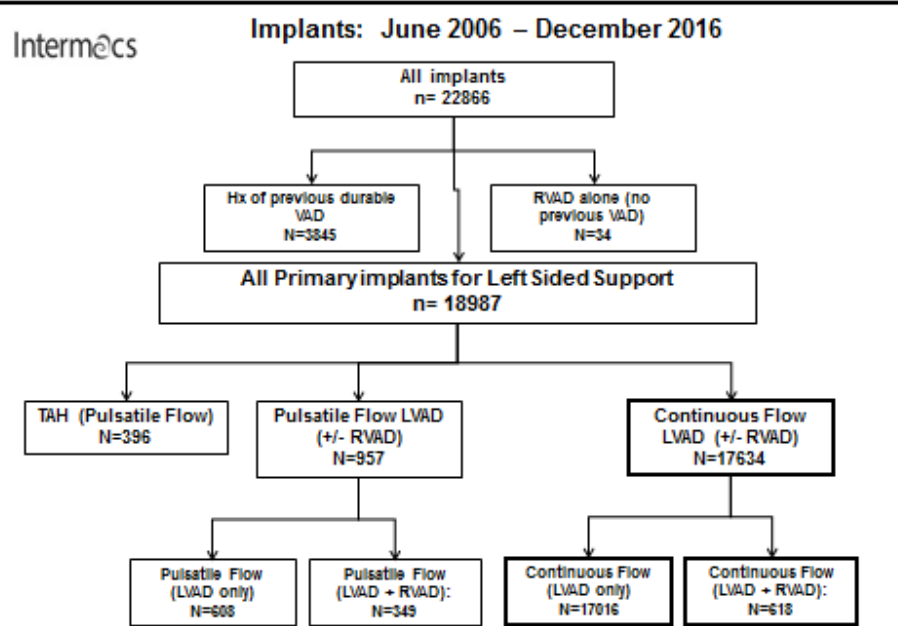 Intermacs
Implants: June 2006 – December 2016
All implants
n= 22866
Hx of previous durable
VAD
N=3845
RVAD alone (no
previous VAD)
N=34
All Primary implants for Left Sided Support
n= 18987
TAH (Pulsatile Flow)
N=396
Pulsatile Flow LVAD
(+/- RVAD)
N=957
Continuous Flow
LVAD (+/- RVAD)
N=17634
Pulsatile Flow
(LVAD only)
N=608
Pulsatile Flow
(LVAD + RVAD):
N=349
Continuous Flow
(LVAD only)
N=17016
Continuous Flow
(LVAD + RVAD):
N=618